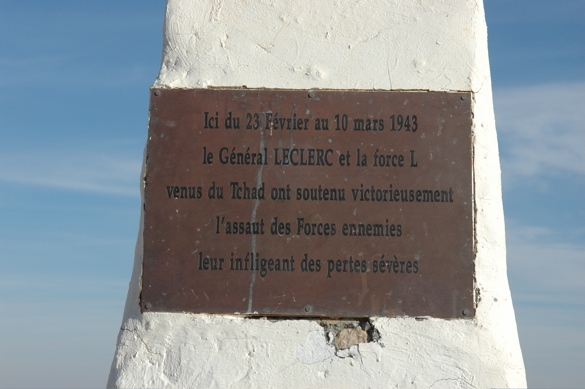 Ici du 23 Février au 10 mars 1943
le Général LECLERC et la force L
venus du Tchad ont soutenu victorieusement
l'assaut des Forces ennemies
leur infligeant des pertes sévères